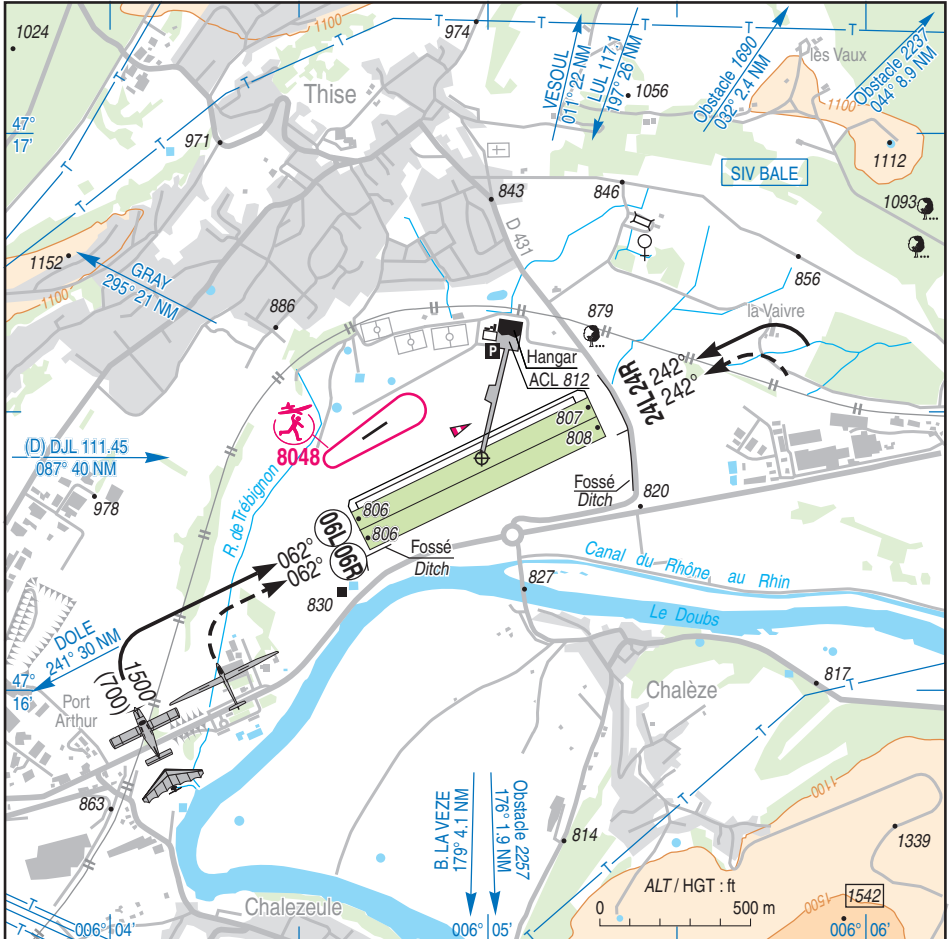 1024
974
T
T
T
T
Thise
VESOUL
011° 22 NM
LUL 117.1
197° 26 NM
1056
Obstacle 1690
032° 2.4 NM
les Vaux
Obstacle 2237
044° 8.9 NM
1100
1100
47°
17'
971
T
T
T
1112
SIV BALE
843
846
1093
D 431
1152
GRAY
295° 21 NM
1100
856
886
879
la Vaivre
P
Hangar
ACL 812
24L 24R
242°
242°
8048
807
808
(D) DJL 111.45
087° 40 NM
978
R. de Trébignon
Fossé
Ditch
820
806
806
06L 06R
062°
062°
Fossé
Ditch
Canal du Rhône au Rhin
827
830
Le Doubs
DOLE
241° 30 NM
47°
16'
1500
(700)
Port
Arthur
Chalèze
817
T
T
T
T
863
B. LA VEZE
179° 4.1 NM
Obstacle 2257
176° 1.9 NM
814
1100
1339
ALT / HGT : ft
0 500 m
1500
1542
Chalezeule
T
T
006° 04'
006° 05'
006° 06'